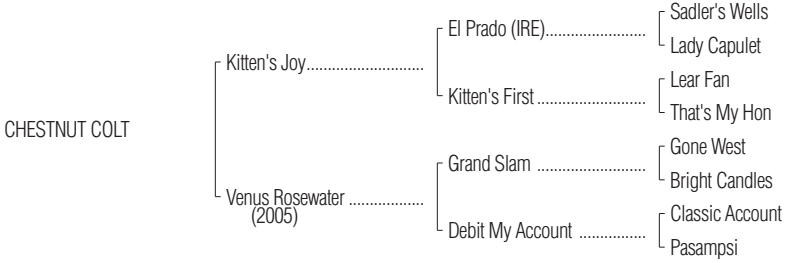 Sadler's Wells
El Prado (IRE)........................
Lady Capulet
Kitten's Joy...........................
Lear Fan
Kitten's First .........................
That's My Hon
CHESTNUT COLT
Gone West
Grand Slam .........................
Bright Candles
Venus Rosewater .................
(2005)
Classic Account
Debit My Account ................
Pasampsi